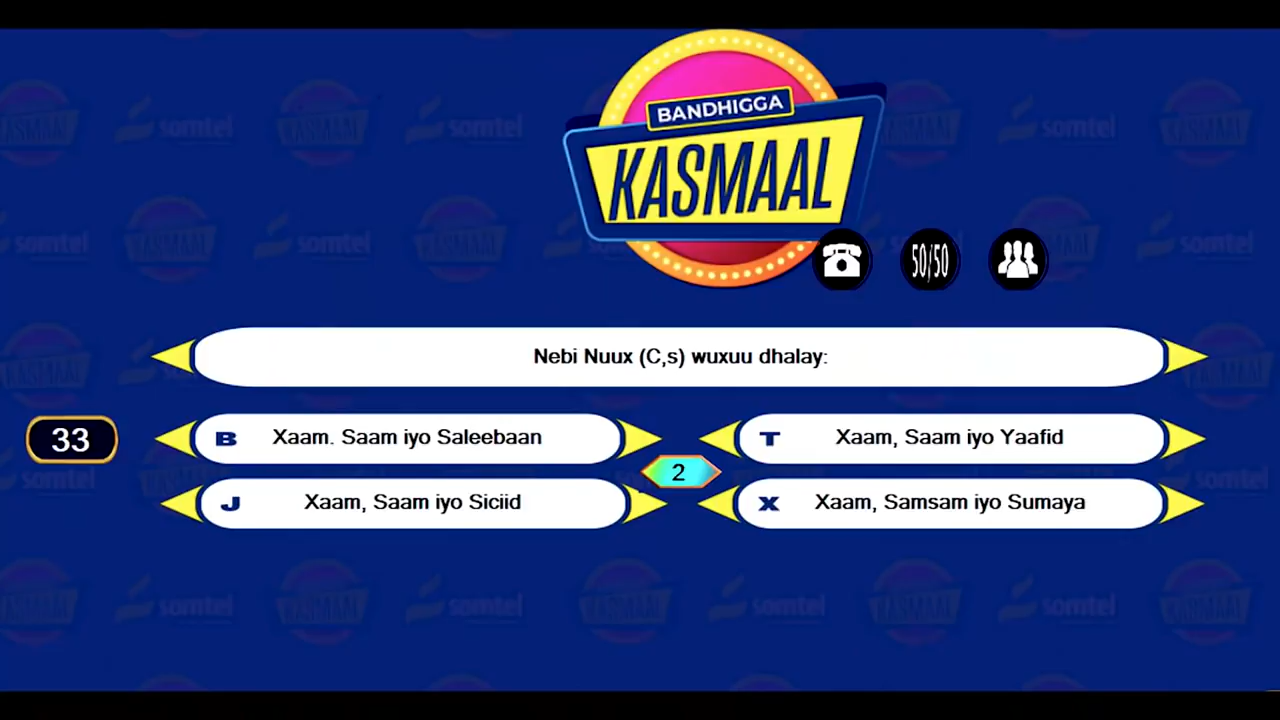 BANDHIGGA
KASMAAL
50/50
Nebi Nuux (C,s) wuxuu dhalay:
33
B Xaam. Saam iyo Saleebaan
T Xaam, Saam iyo Yaafid
2
J Xaam, Saam iyo Siciid
X Xaam, Samsam iyo Sumaya
somtel